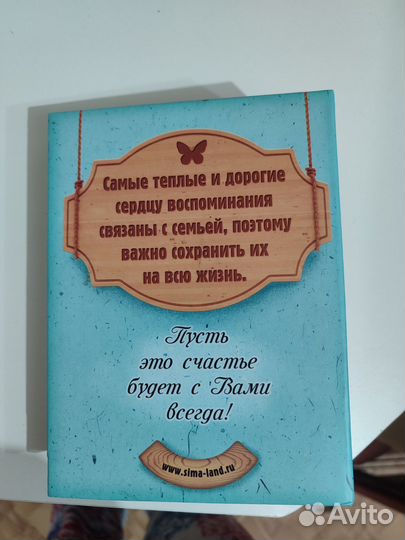 Самые теплые и дорогие
сердцу воспоминания
связаны с семьей, поэтому
важно сохранить их
на всю жизнь.
Пусть
это счастье
будет с Вами
всегда!
www.sima-land.ru
Avito